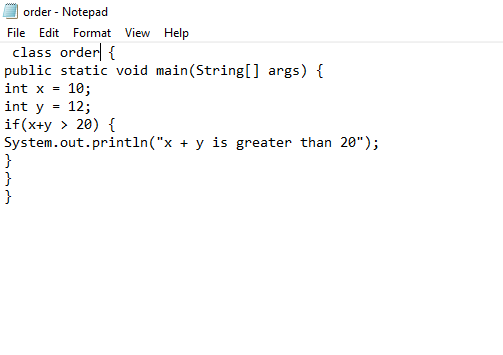 order - Notepad
File Edit Format View Help
class order {
public static void main(String[] args) {
int x = 10;
int y = 12;
if(x+y > 20) {
System.out.println("x + y is greater than 20");
}
}
}